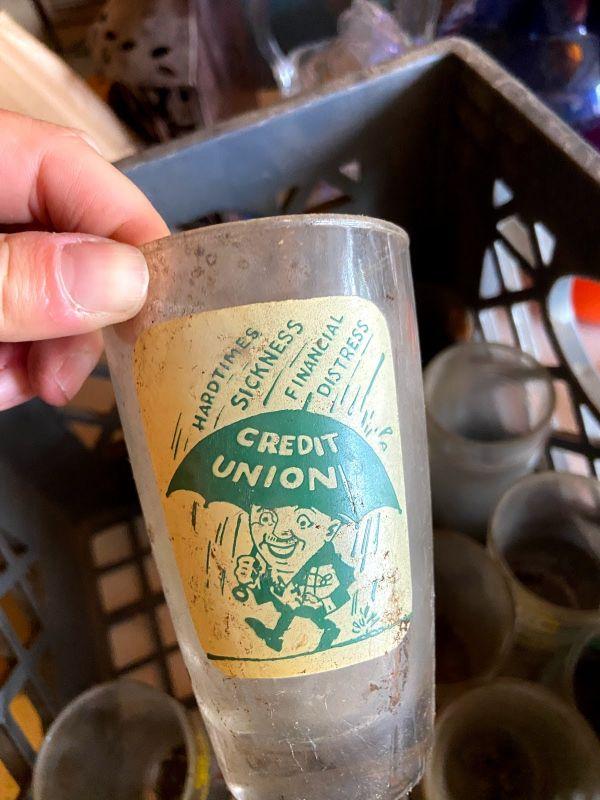 HARDTIMES
SICKNESS
FINANCIAL
DISTRESS
CREDIT
UNION